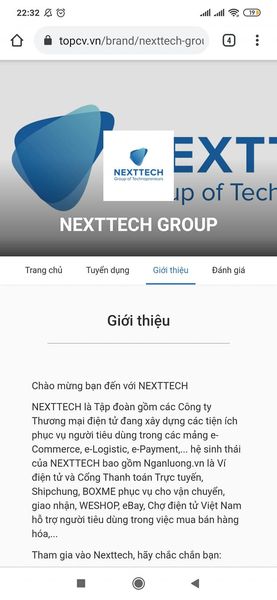 22:32
19
topcv.vn/brand/nexttech-grou
4
EXTT
up of Tech
NEXTTECH
Group of Technopreneurs
NEXTTECH GROUP
Trang chủ Tuyển dụng Giới thiệu Đánh giá
Giới thiệu
Chào mừng bạn đến với NEXTTECH
NEXTTECH là Tập đoàn gồm các Công ty
Thương mại điện tử đang xây dựng các tiện ích
phục vụ người tiêu dùng trong các mảng e-
Commerce, e-Logistic, e-Payment,... hệ sinh thái
của NEXTTECH bao gồm Nganluong.vn là Ví
điện tử và Cổng Thanh toán Trực tuyến,
Shipchung, BOXME phục vụ cho vận chuyển,
giao nhận, WESHOP, eBay, Chợ điện tử Việt Nam
hỗ trợ người tiêu dùng trong việc mua bán hàng
hóa,...
Tham gia vào Nexttech, hãy chắc chắn bạn: